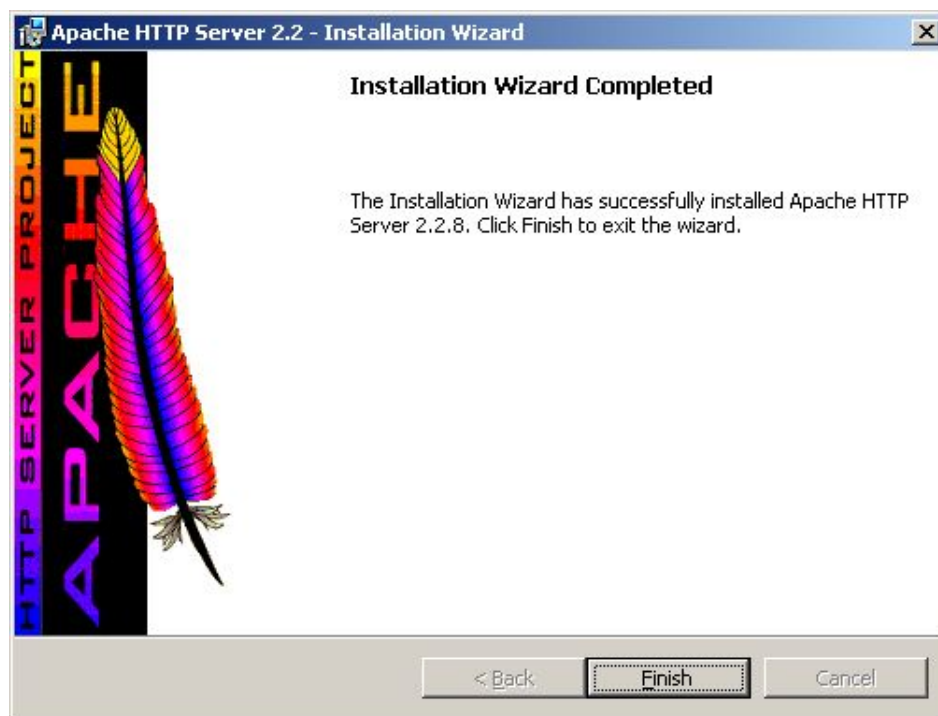 Apache HTTP Server 2.2 - Installation Wizard
HTTP SERVER PROJECT
APACHE
Installation Wizard Completed
The Installation Wizard has successfully installed Apache HTTP
Server 2.2.8. Click Finish to exit the wizard.
< Back
Finish
Cancel